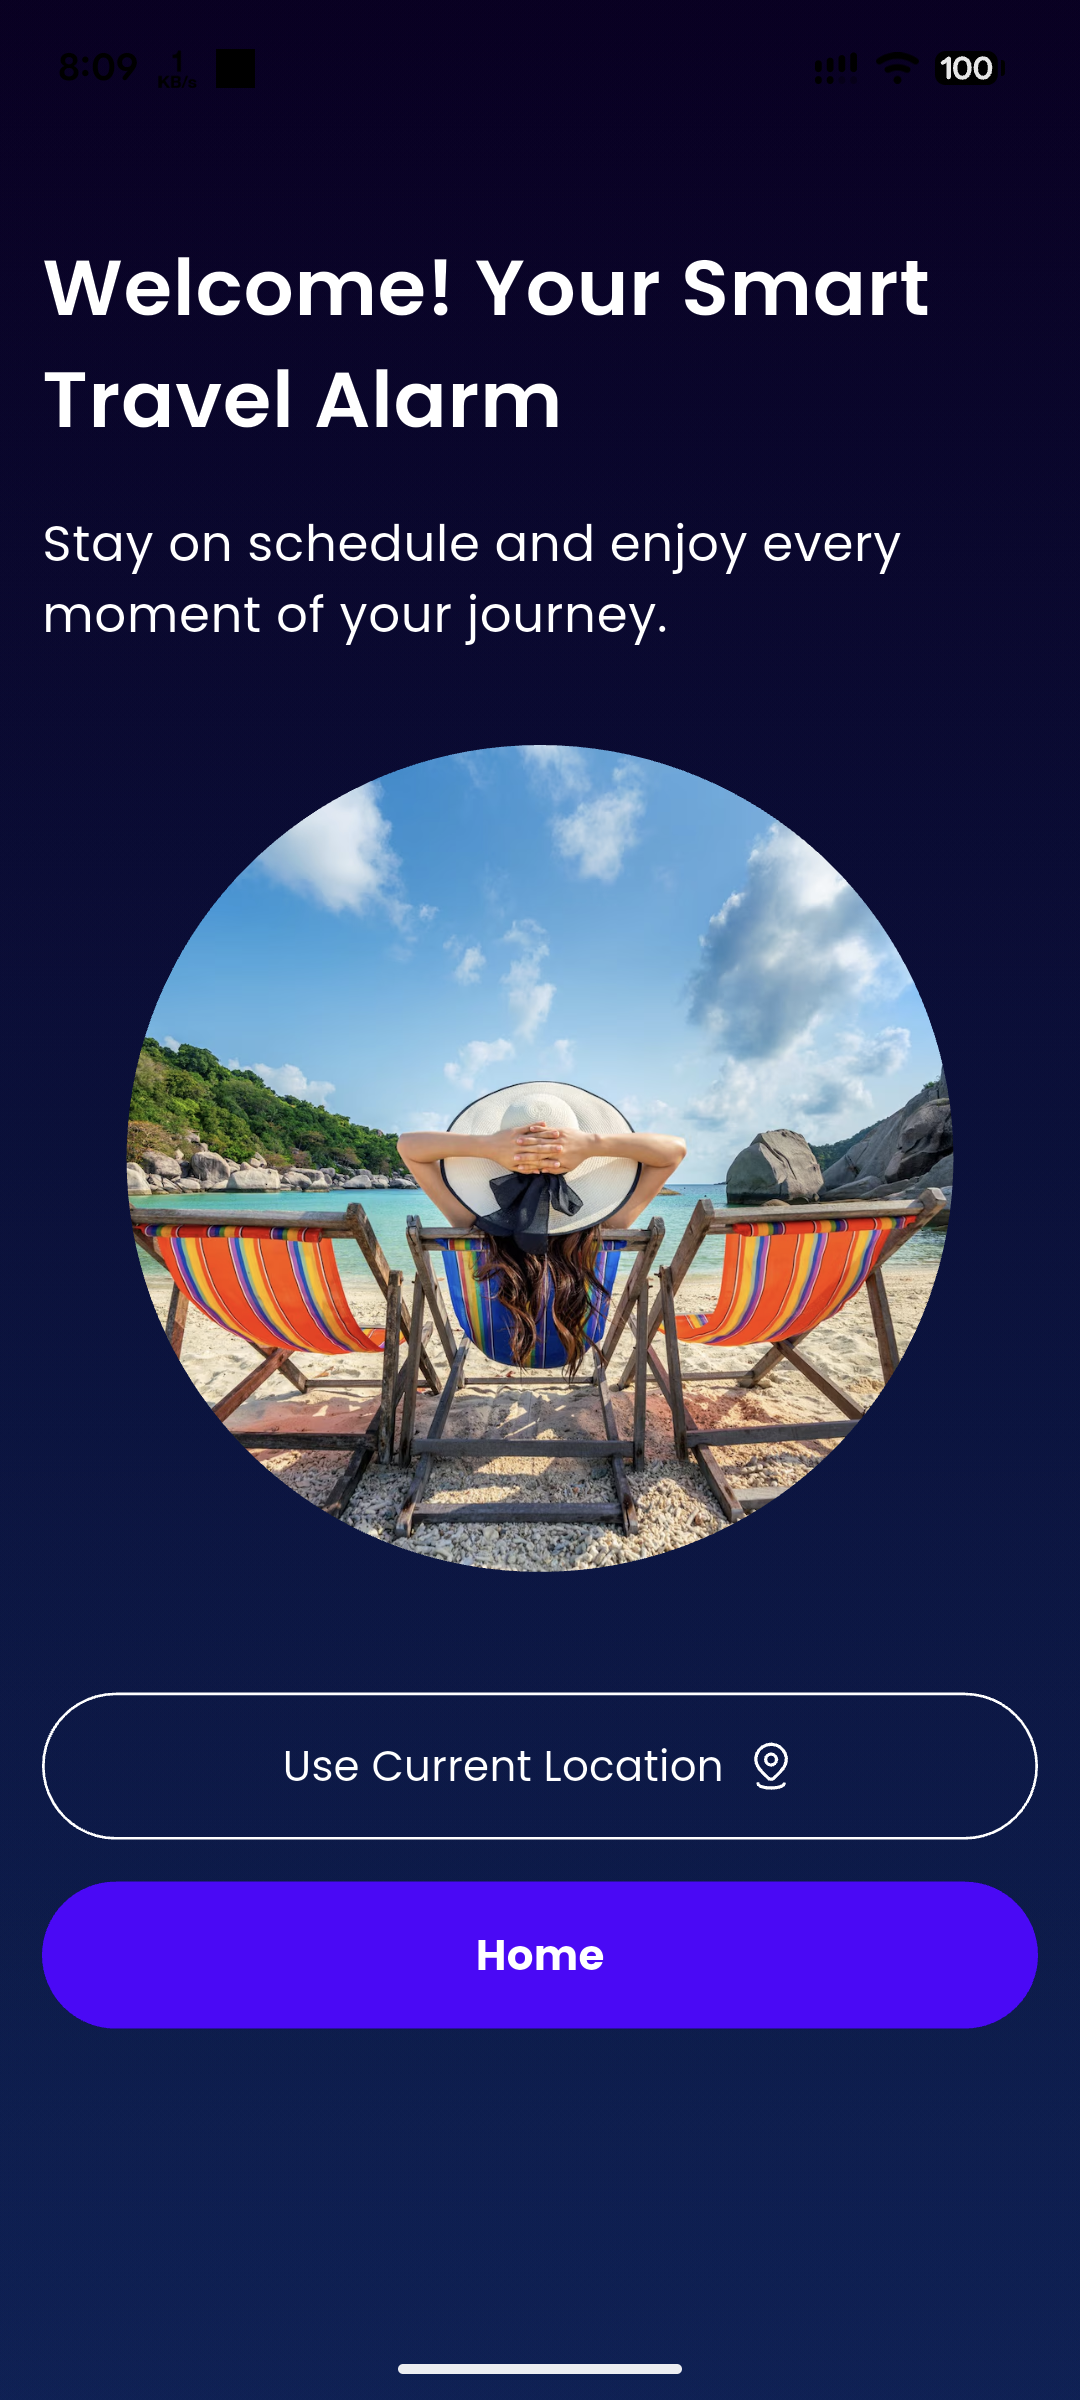 8:09 1 KB/s 100
Welcome! Your Smart
Travel Alarm
Stay on schedule and enjoy every
moment of your journey.
Use Current Location
Home